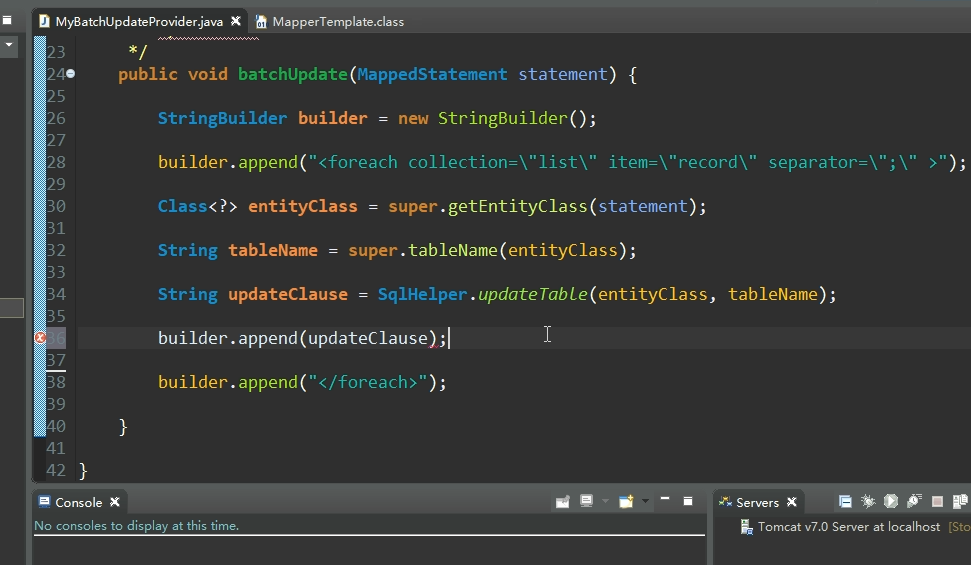 MyBatchUpdateProvider.java MapperTemplate.class
23 */
24 public void batchUpdate(MappedStatement statement) {
25
26 StringBuilder builder = new StringBuilder();
27
28 builder.append("<foreach collection=\"list\" item=\"record\" separator=\";\" >");
29
30 Class<?> entityClass = super.getEntityClass(statement);
31
32 String tableName = super.tableName(entityClass);
33
34 String updateClause = SqlHelper.updateTable(entityClass, tableName);
35
36 builder.append(updateClause);
37
38 builder.append("</foreach>");
39
40 }
41
42 }
Console Servers
No consoles to display at this time.
Tomcat v7.0 Server at localhost [Sto